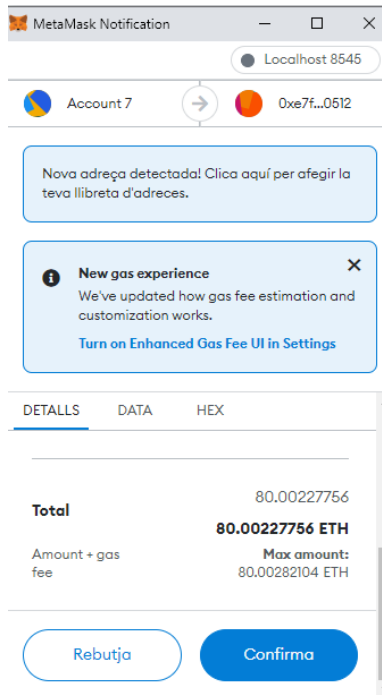 MetaMask Notification
Localhost 8545
Account 7
0xe7f...0512
Nova adreça detectada! Clica aquí per afegir la
teva llibreta d'adreces.
New gas experience
We've updated how gas fee estimation and
customization works.
Turn on Enhanced Gas Fee UI in Settings
DETALLS DATA HEX
80.00227756
Total
80.00227756 ETH
Amount + gas
fee
Max amount:
80.00282104 ETH
Rebutja
Confirma